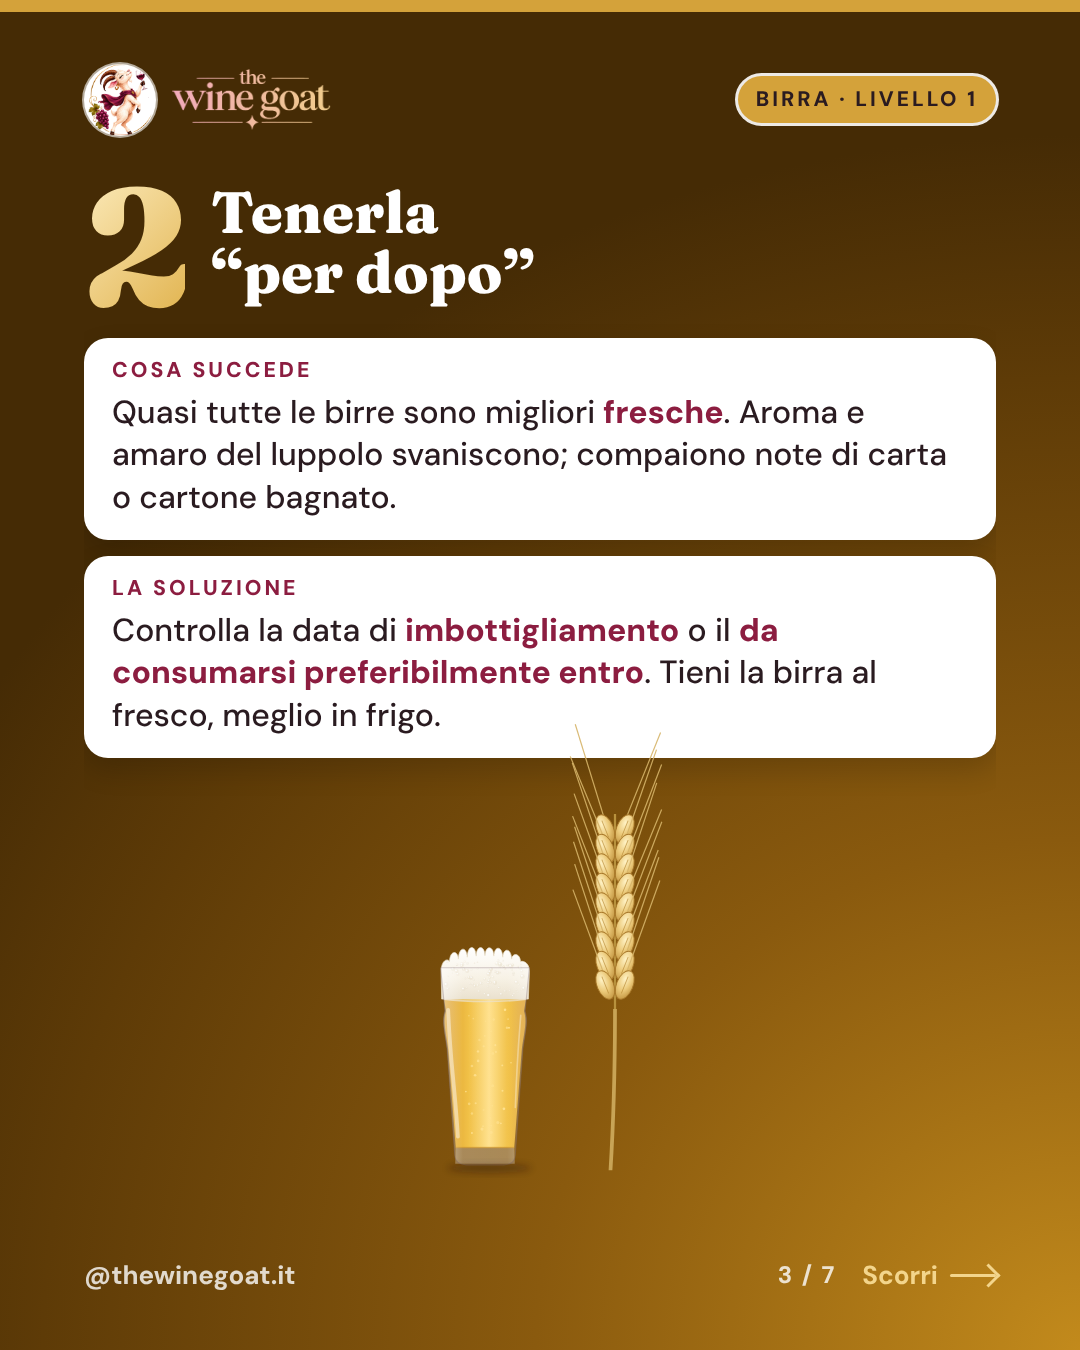 the
wine goat
BIRRA · LIVELLO 1
2
Tenerla
“per dopo”
COSA SUCCEDE
Quasi tutte le birre sono migliori fresche. Aroma e
amaro del luppolo svaniscono; compaiono note di carta
o cartone bagnato.
LA SOLUZIONE
Controlla la data di imbottigliamento o il da
consumarsi preferibilmente entro. Tieni la birra al
fresco, meglio in frigo.
@thewinegoat.it
3 / 7
Scorri